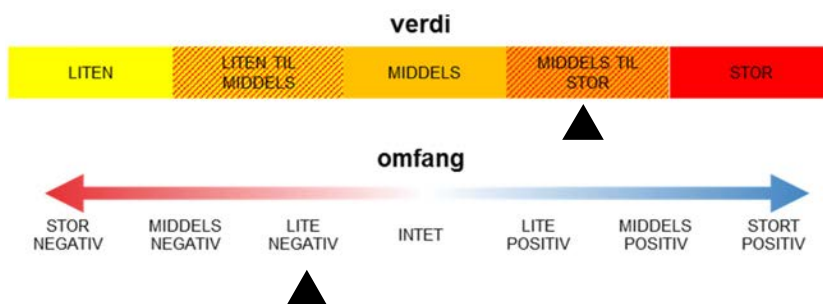 verdi
LITEN
LITEN TIL
MIDDELS
MIDDELS
MIDDELS TIL
STOR
STOR
omfang
STOR
NEGATIV
MIDDELS
NEGATIV
LITE
NEGATIV
INTET
LITE
POSITIV
MIDDELS
POSITIV
STORT
POSITIV